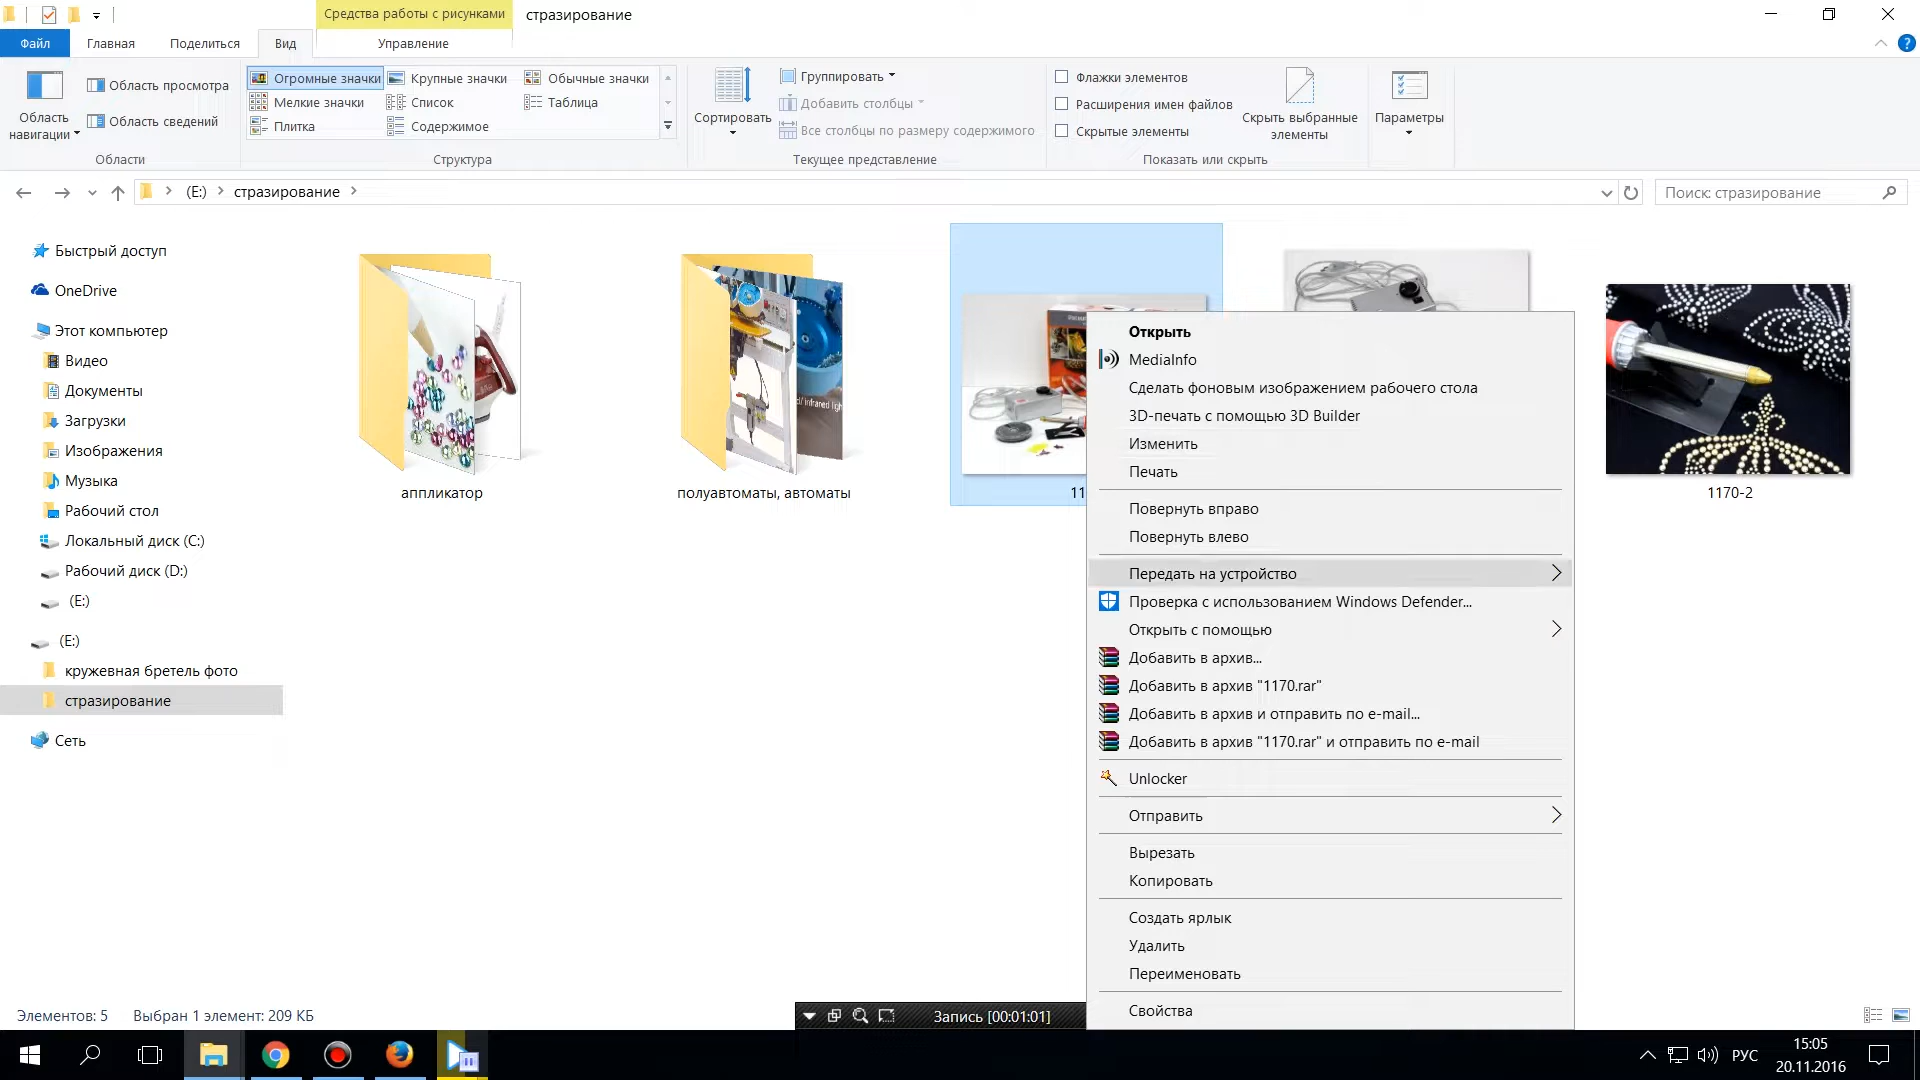 Средства работы с рисунками
стразирование
Файл
Главная
Поделиться
Вид
Управление
Область навигации
Область просмотра
Область сведений
Области
Огромные значки
Крупные значки
Обычные значки
Мелкие значки
Список
Таблица
Плитка
Содержимое
Структура
Сортировать
Группировать
Добавить столбцы
Все столбцы по размеру содержимого
Текущее представление
Флажки элементов
Расширения имен файлов
Скрытые элементы
Скрыть выбранные
элементы
Показать или скрыть
Параметры
(E:)
стразирование
Поиск: стразирование
Быстрый доступ
OneDrive
Этот компьютер
Видео
Документы
Загрузки
Изображения
Музыка
Рабочий стол
Локальный диск (C:)
Рабочий диск (D:)
(E:)
(E:)
кружевная бретель фото
стразирование
Сеть
аппликатор
полуавтоматы, автоматы
11
1170-2
Открыть
MediaInfo
Сделать фоновым изображением рабочего стола
3D-печать с помощью 3D Builder
Изменить
Печать
Повернуть вправо
Повернуть влево
Передать на устройство
Проверка с использованием Windows Defender...
Открыть с помощью
Добавить в архив...
Добавить в архив "1170.rar"
Добавить в архив и отправить по e-mail...
Добавить в архив "1170.rar" и отправить по e-mail
Unlocker
Отправить
Вырезать
Копировать
Создать ярлык
Удалить
Переименовать
Свойства
Элементов: 5
Выбран 1 элемент: 209 КБ
Запись [00:01:01]
РУС
15:05
20.11.2016